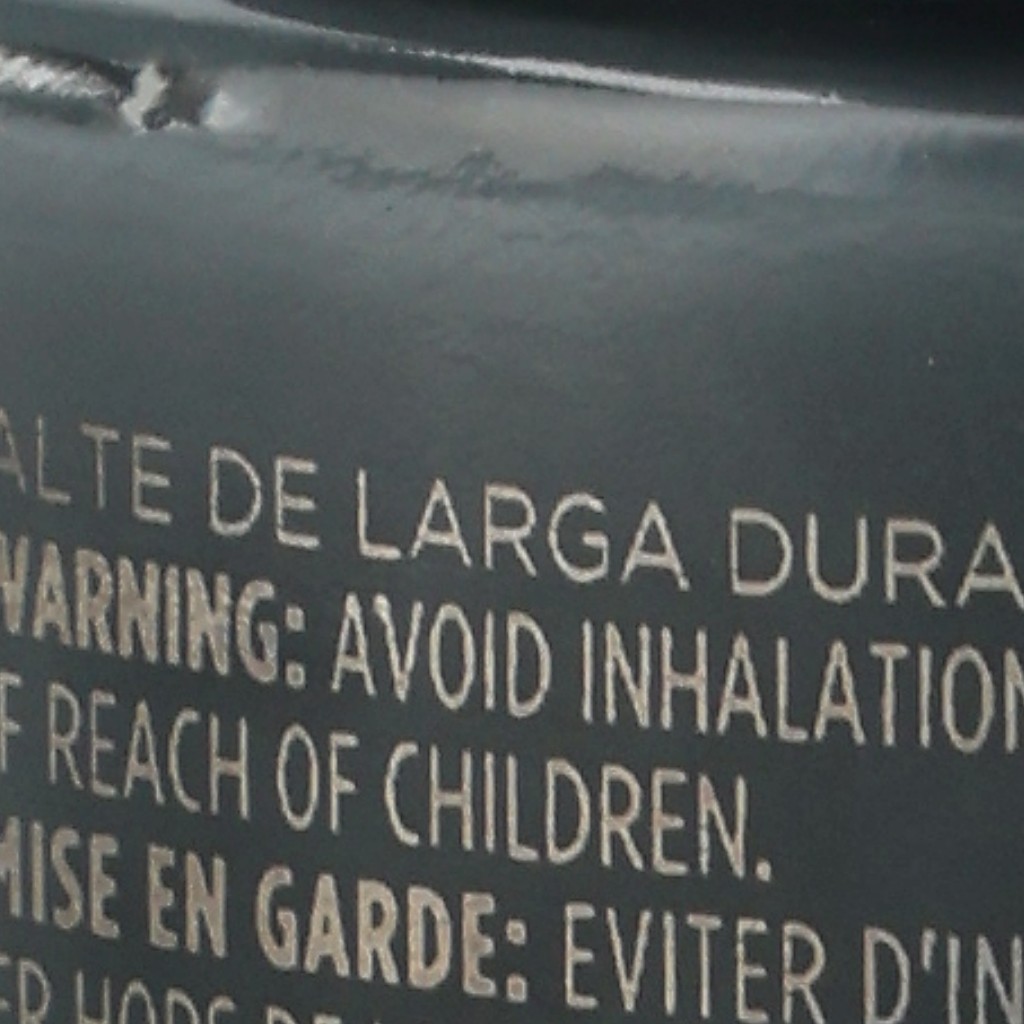 ALTE DE LARGA DURA
WARNING: AVOID INHALATION
F REACH OF CHILDREN.
MISE EN GARDE: EVITER D'IN